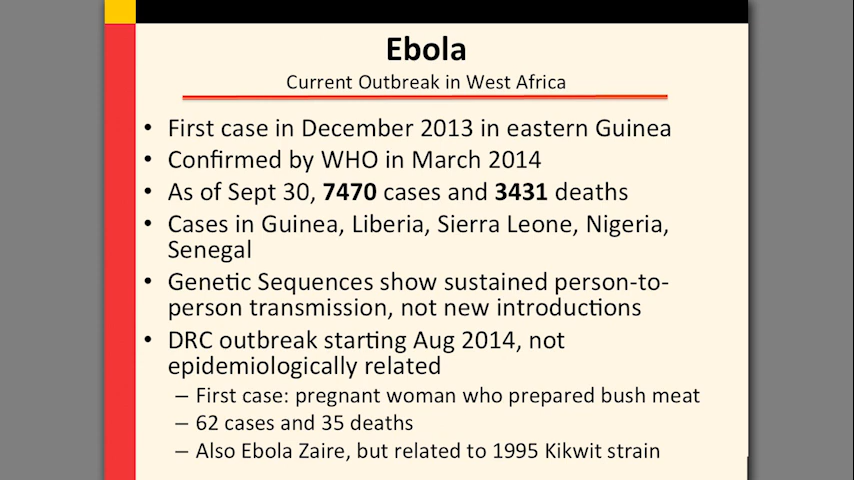 Ebola
Current Outbreak in West Africa
• First case in December 2013 in eastern Guinea
• Confirmed by WHO in March 2014
• As of Sept 30, 7470 cases and 3431 deaths
• Cases in Guinea, Liberia, Sierra Leone, Nigeria,
Senegal
• Genetic Sequences show sustained person-to-
person transmission, not new introductions
• DRC outbreak starting Aug 2014, not
epidemiologically related
– First case: pregnant woman who prepared bush meat
– 62 cases and 35 deaths
– Also Ebola Zaire, but related to 1995 Kikwit strain